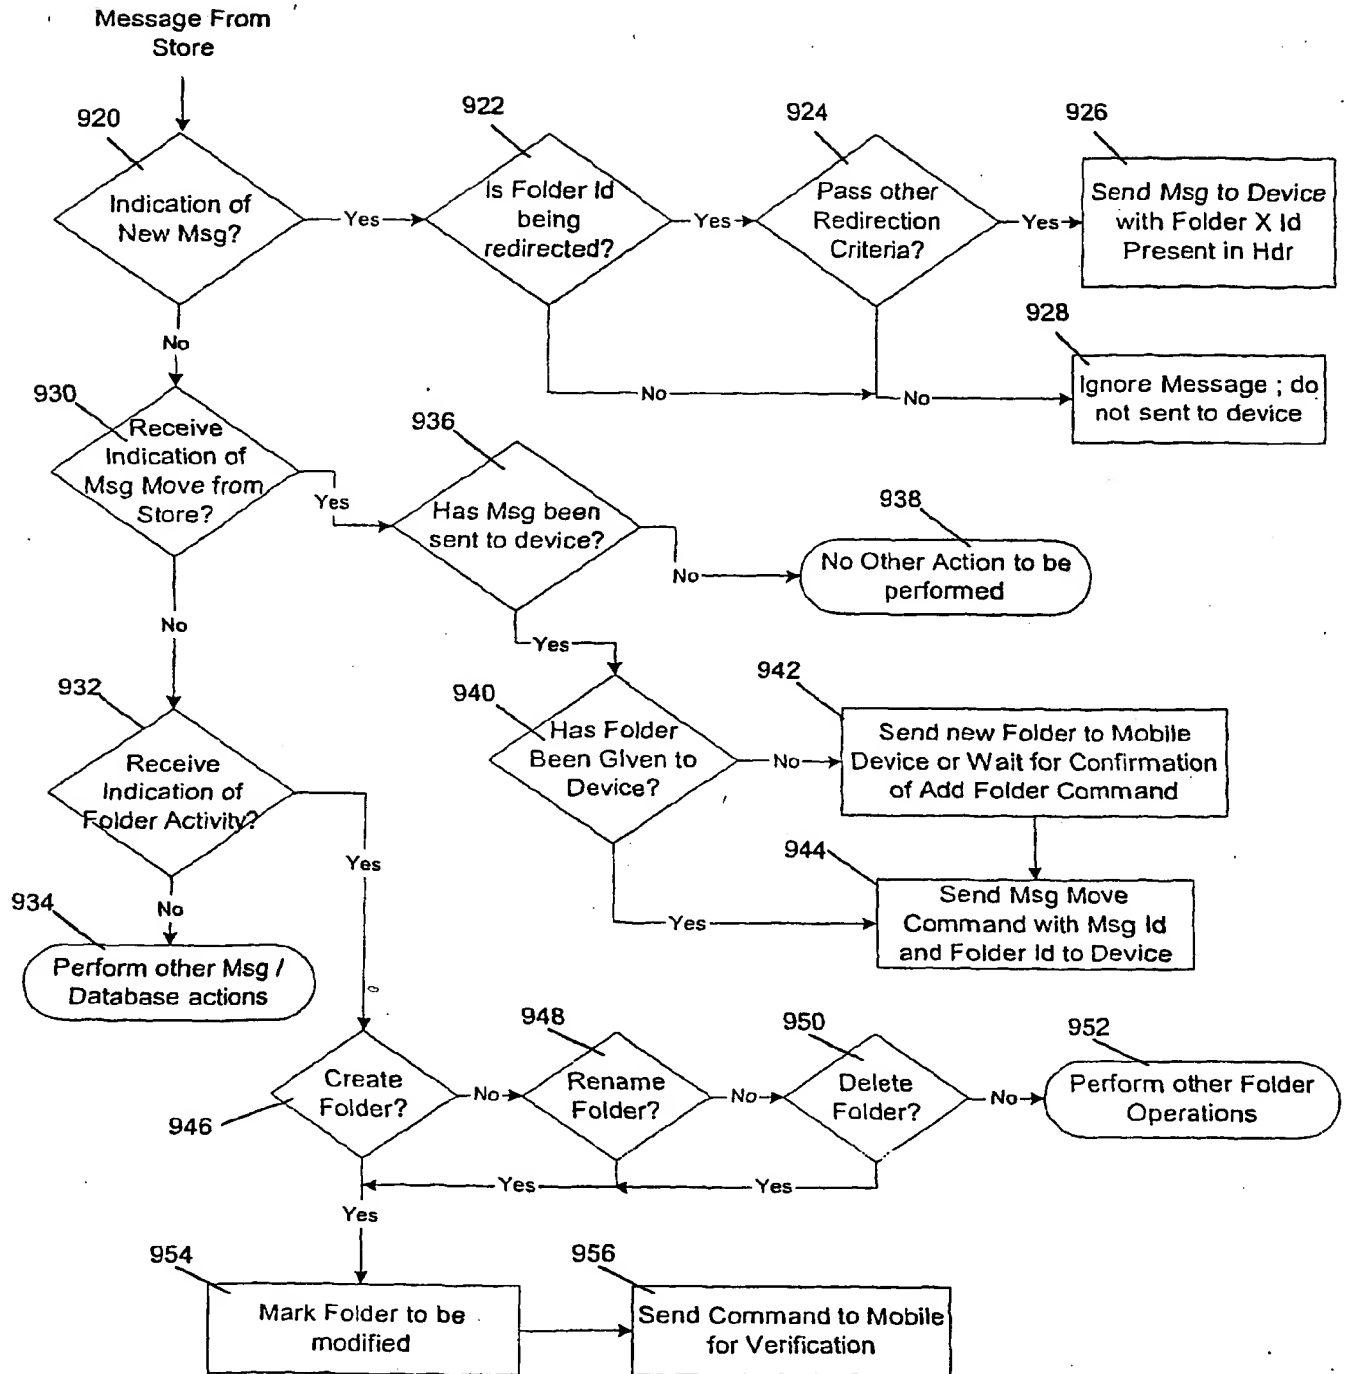 Message From
Store
920
Indication of
New Msg?
Yes
922
Is Folder Id
being
redirected?
Yes
924
Pass other
Redirection
Criteria?
Yes
926
Send Msg to Device
with Folder X Id
Present in Hdr
No
No
No
928
Ignore Message ; do
not sent to device
930
Receive
Indication of
Msg Move from
Store?
Yes
936
Has Msg been
sent to device?
No
938
No Other Action to be
performed
No
Yes
932
Receive
Indication of
Folder Activity?
Yes
940
Has Folder
Been Given to
Device?
No
942
Send new Folder to Mobile
Device or Wait for Confirmation
of Add Folder Command
Yes
944
Send Msg Move
Command with Msg Id
and Folder Id to Device
No
934
Perform other Msg /
Database actions
946
Create
Folder?
No
948
Rename
Folder?
No
950
Delete
Folder?
No
952
Perform other Folder
Operations
Yes
Yes
Yes
954
Mark Folder to be
modified
956
Send Command to Mobile
for Verification